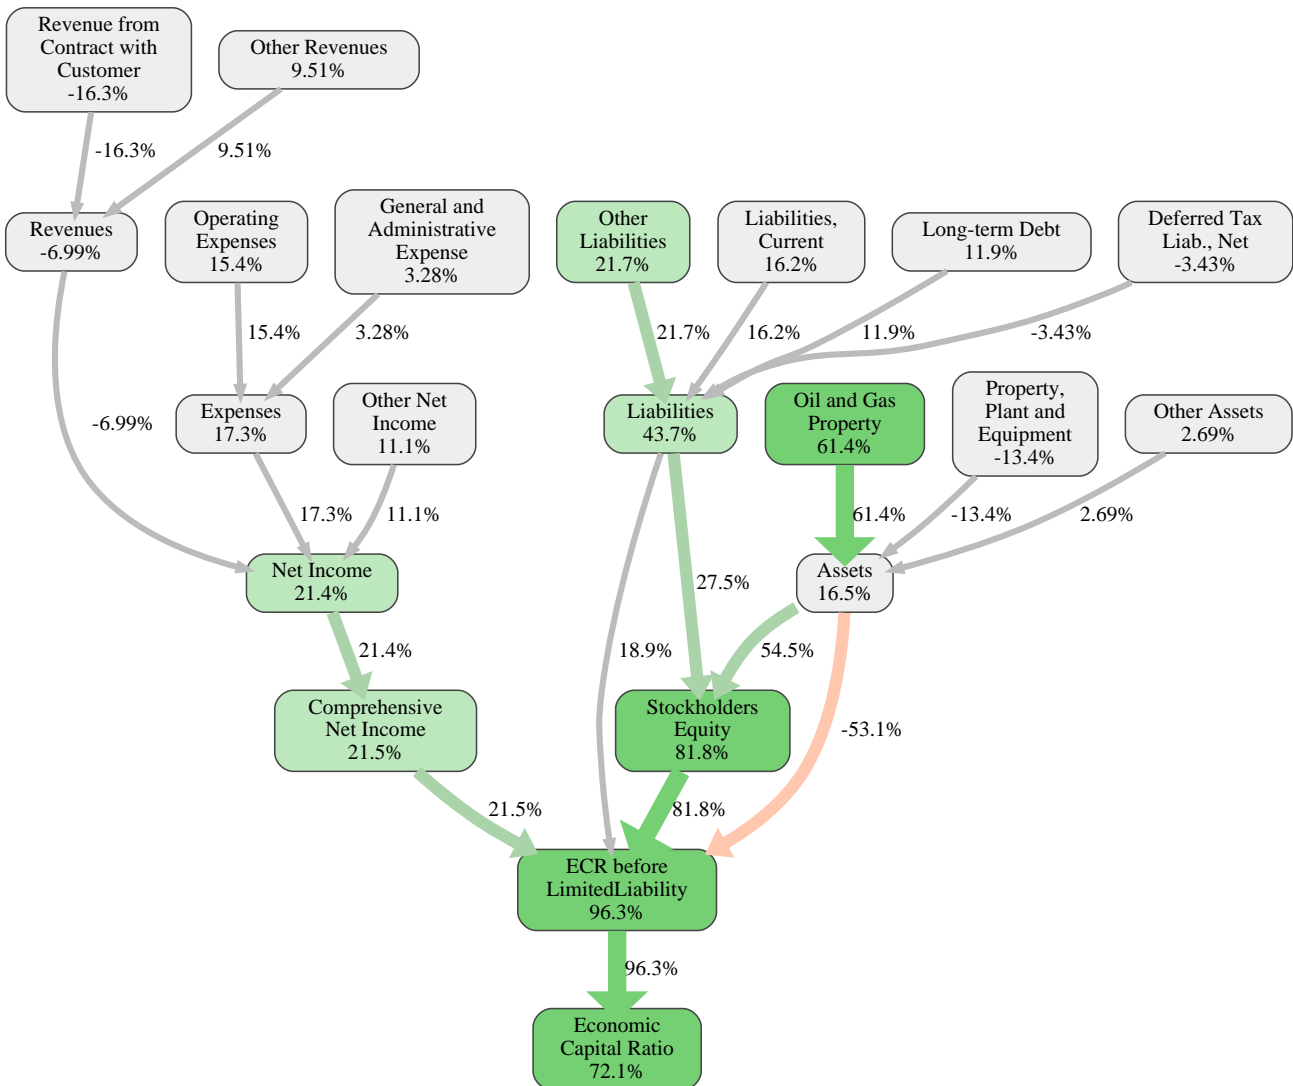 Revenue from
Contract with
Customer
-16.3%
Other Revenues
9.51%
-16.3%
9.51%
Revenues
-6.99%
Operating
Expenses
15.4%
General and
Administrative
Expense
3.28%
Other
Liabilities
21.7%
Liabilities,
Current
16.2%
Long-term Debt
11.9%
Deferred Tax
Liab., Net
-3.43%
15.4%
3.28%
21.7%
16.2%
11.9%
-3.43%
-6.99%
Expenses
17.3%
Other Net
Income
11.1%
Liabilities
43.7%
Oil and Gas
Property
61.4%
Property,
Plant and
Equipment
-13.4%
Other Assets
2.69%
17.3%
11.1%
61.4%
-13.4%
2.69%
Net Income
21.4%
27.5%
Assets
16.5%
21.4%
18.9%
54.5%
Comprehensive
Net Income
21.5%
Stockholders
Equity
81.8%
-53.1%
21.5%
81.8%
ECR before
LimitedLiability
96.3%
96.3%
Economic
Capital Ratio
72.1%